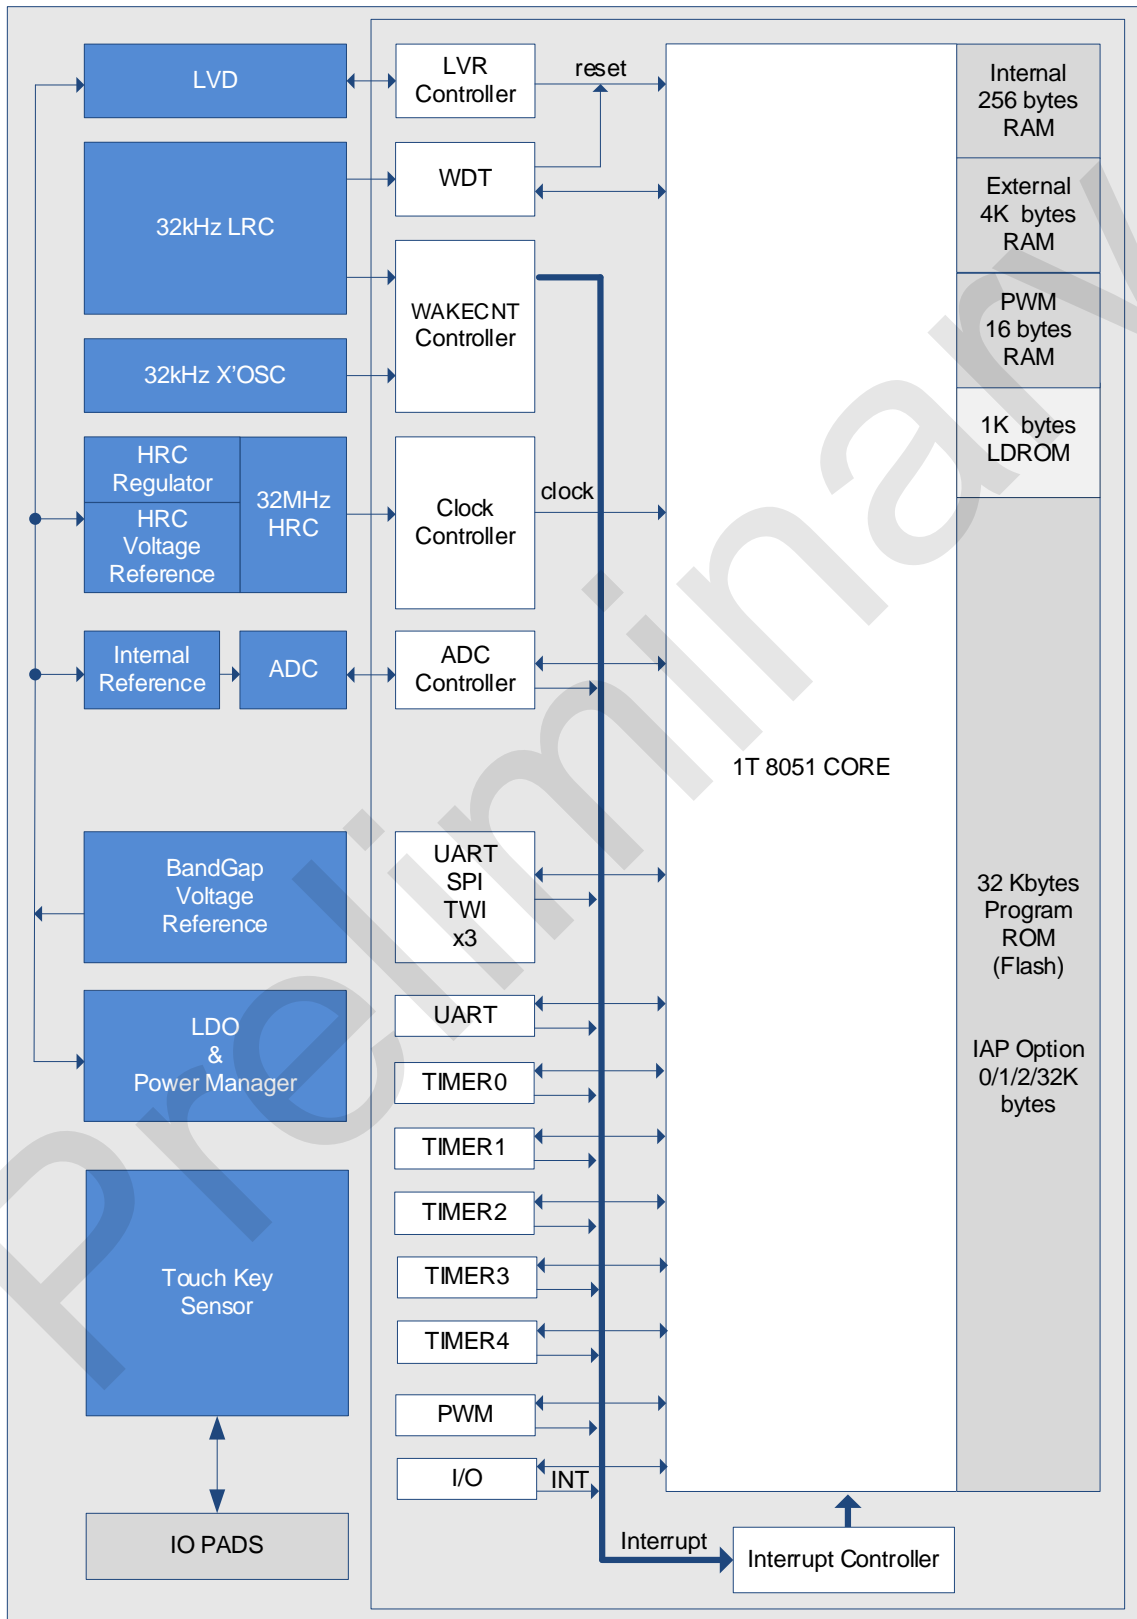 LVD
LVR
Controller
reset
Internal
256 bytes
RAM
32kHz LRC
WDT
External
4K bytes
RAM
WAKECNT
Controller
32kHz X'OSC
PWM
16 bytes
RAM
1K bytes
LDROM
HRC
Regulator
HRC
Voltage
Reference
32MHz
HRC
Clock
Controller
clock
Internal
Reference
ADC
ADC
Controller
1T 8051 CORE
BandGap
Voltage
Reference
UART
SPI
TWI
x3
32 Kbytes
Program
ROM
(Flash)
LDO
&
Power Manager
UART
IAP Option
0/1/2/32K
bytes
TIMER0
TIMER1
TIMER2
Touch Key
Sensor
TIMER3
TIMER4
PWM
I/O
INT
IO PADS
Interrupt
Interrupt Controller
Preliminary